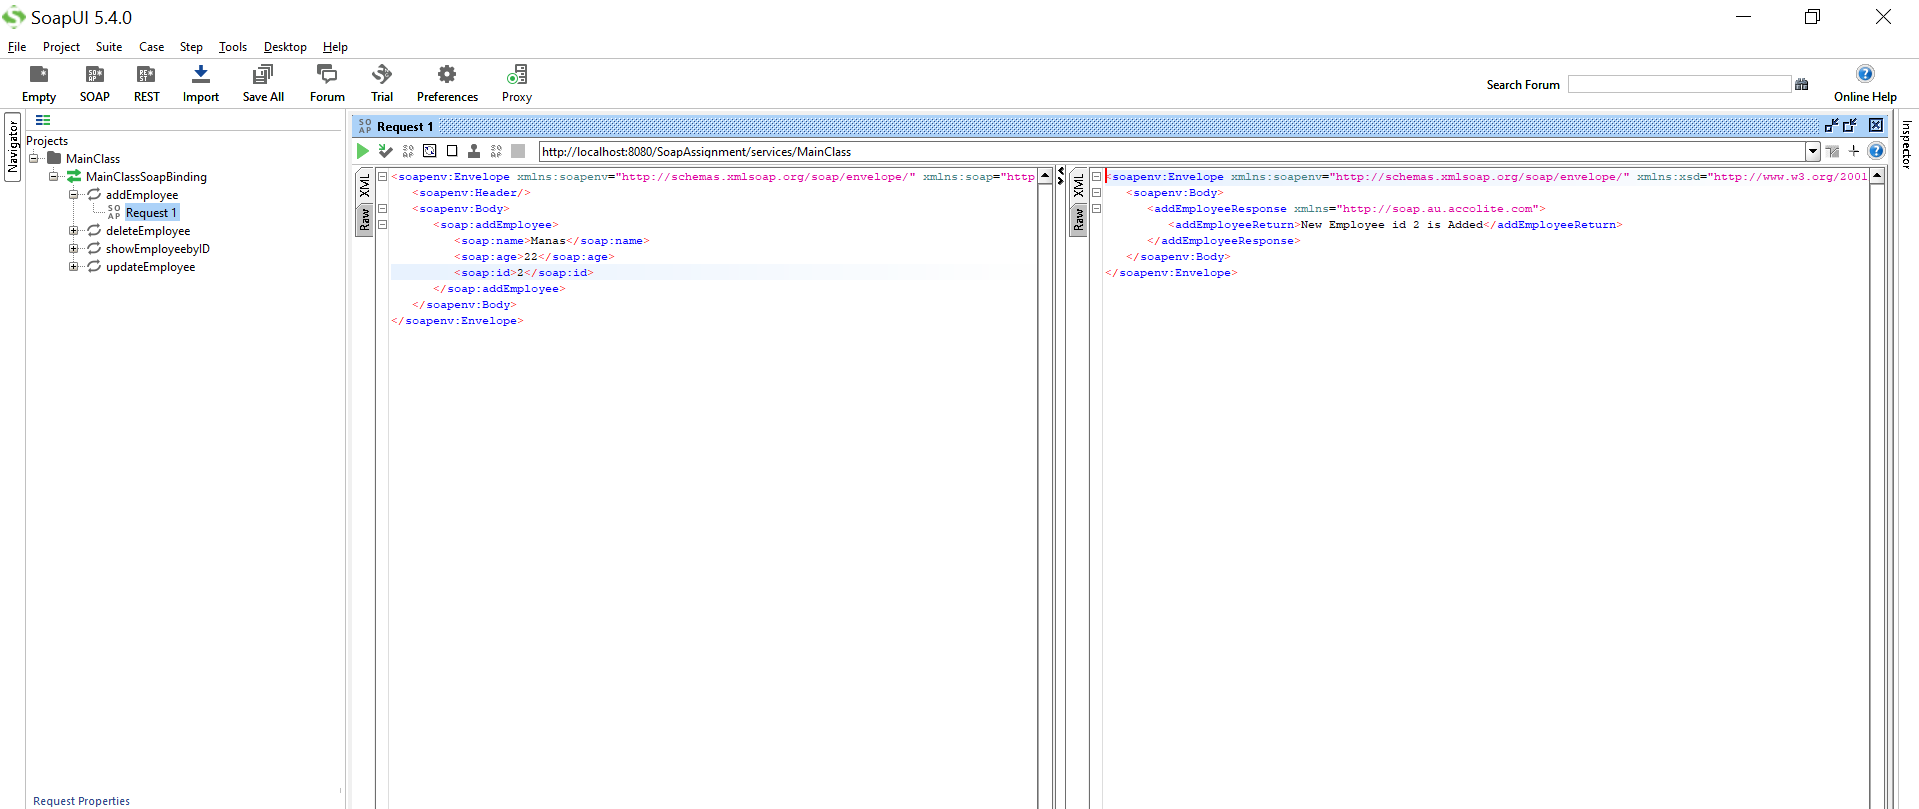 SoapUI 5.4.0
File Project Suite Case Step Tools Desktop Help
Empty SOAP REST Import Save All Forum Trial Preferences Proxy
Search Forum
Online Help
Navigator
Projects
MainClass
MainClassSoapBinding
addEmployee
SOAP Request 1
deleteEmployee
showEmployeebyID
updateEmployee
Request Properties
SOAP Request 1
http://localhost:8080/SoapAssignment/services/MainClass
XML
Raw
<soapenv:Envelope xmlns:soapenv="http://schemas.xmlsoap.org/soap/envelope/" xmlns:soap="http
<soapenv:Header/>
<soapenv:Body>
<soap:addEmployee>
<soap:name>Manas</soap:name>
<soap:age>22</soap:age>
<soap:id>2</soap:id>
</soap:addEmployee>
</soapenv:Body>
</soapenv:Envelope>
XML
Raw
<soapenv:Envelope xmlns:soapenv="http://schemas.xmlsoap.org/soap/envelope/" xmlns:xsd="http://www.w3.org/2001
<soapenv:Body>
<addEmployeeResponse xmlns="http://soap.au.accolite.com">
<addEmployeeReturn>New Employee id 2 is Added</addEmployeeReturn>
</addEmployeeResponse>
</soapenv:Body>
</soapenv:Envelope>
Inspector